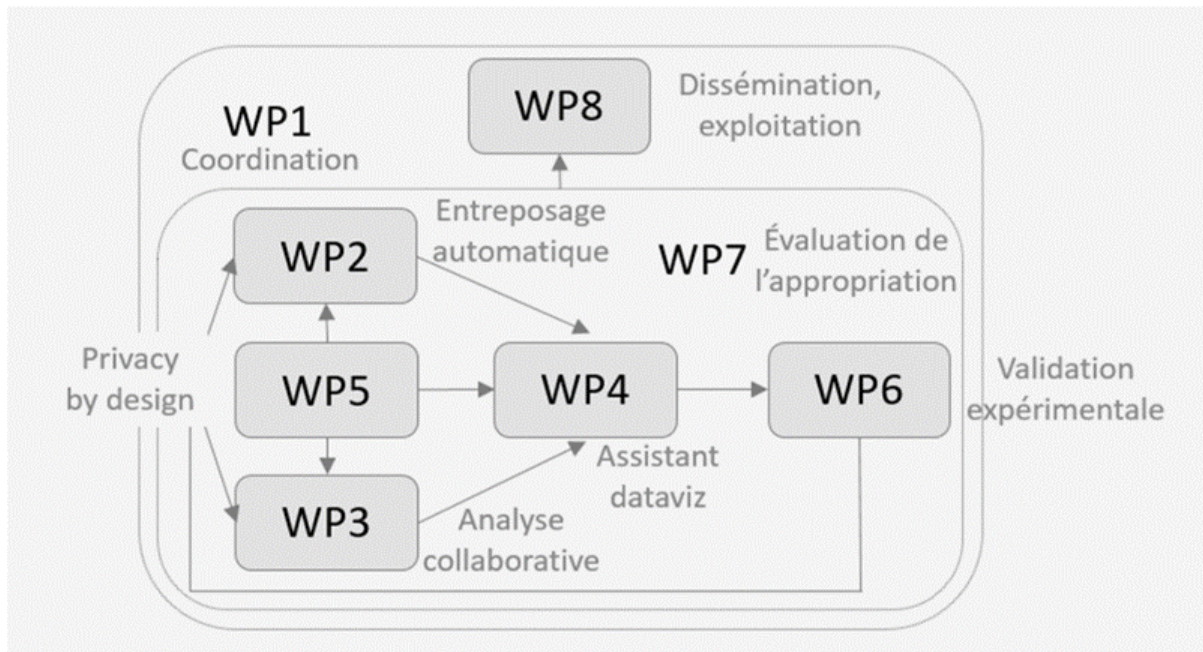 WP8
Dissémination,
exploitation
WP1
Coordination
Entreposage
automatique
WP2
WP7
Évaluation de
l'appropriation
Privacy
by design
WP5
WP4
WP6
Validation
expérimentale
Assistant
dataviz
WP3
Analyse
collaborative